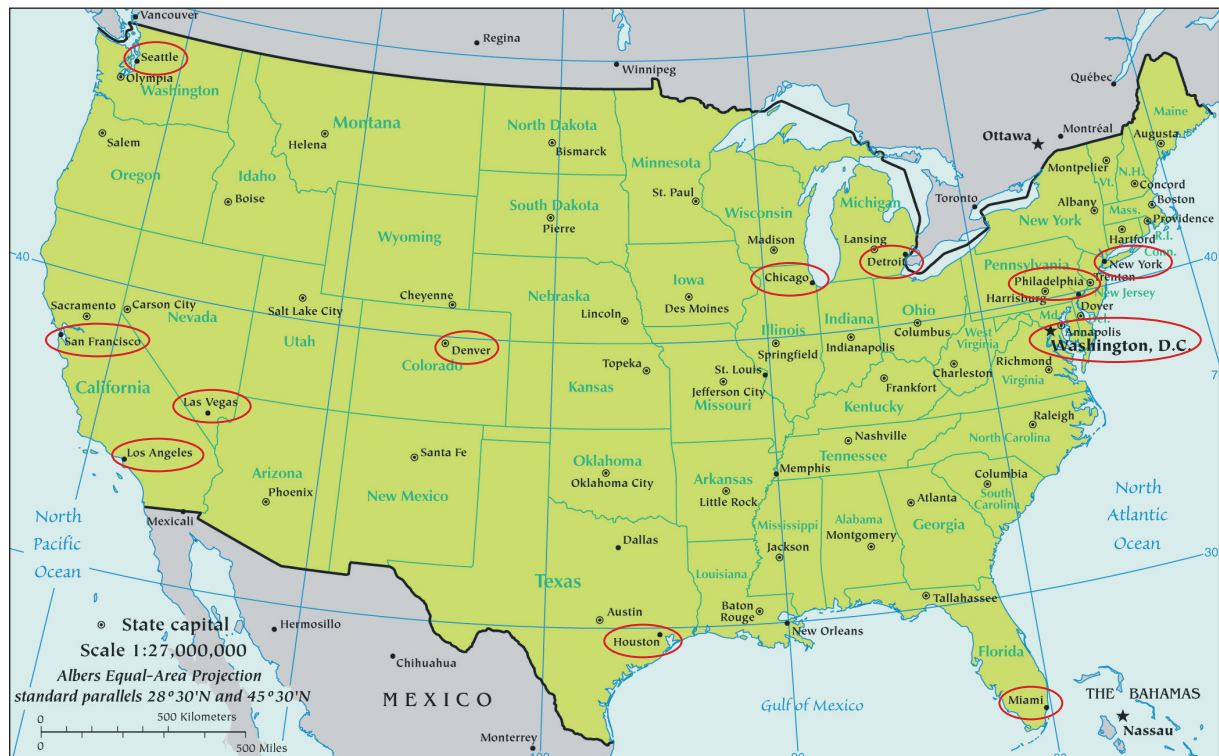 Vancouver
Seattle
Olympia
Washington
Regina
Winnipeg
Québec
Maine
Ottawa
Montréal
Augusta
Montana
Helena
North Dakota
Bismarck
Salem
Oregon
Idaho
Boise
Minnesota
St. Paul
Wisconsin
Madison
Michigan
Lansing
Detroit
Toronto
Montpelier
Vt.
N.H.
Concord
Albany
Boston
Mass.
New York
Providence
Hartford
R.I.
Conn.
South Dakota
Pierre
Wyoming
Cheyenne
40
Iowa
Des Moines
Chicago
Pennsylvania
New York
40
Philadelphia
Trenton
Harrisburg
New Jersey
Dover
Nebraska
Lincoln
Sacramento
Carson City
Nevada
Salt Lake City
Utah
San Francisco
California
Denver
Colorado
Illinois
Springfield
Indiana
Indianapolis
Ohio
Columbus
West
Virginia
Charleston
Md.
Del.
Annapolis
Washington, D.C.
Richmond
Virginia
7
Topeka
Kansas
St. Louis
Jefferson City
Missouri
Frankfort
Kentucky
Las Vegas
Los Angeles
Raleigh
North Carolina
Nashville
Tennessee
Memphis
Santa Fe
Arizona
Phoenix
New Mexico
Oklahoma
Oklahoma City
Arkansas
Little Rock
Columbia
South
Carolina
Atlanta
Georgia
Mississippi
Jackson
Alabama
Montgomery
North
Atlantic
Ocean
30
North
Pacific
Ocean
Mexicali
Dallas
Texas
Louisiana
Baton
Rouge
Tallahassee
Austin
Houston
New Orleans
Florida
Miami
Hermosillo
Chihuahua
MEXICO
Monterrey
Gulf of Mexico
THE BAHAMAS
Nassau
State capital
Scale 1:27,000,000
Albers Equal-Area Projection
standard parallels 28°30'N and 45°30'N
0 500 Kilometers
0 500 Miles